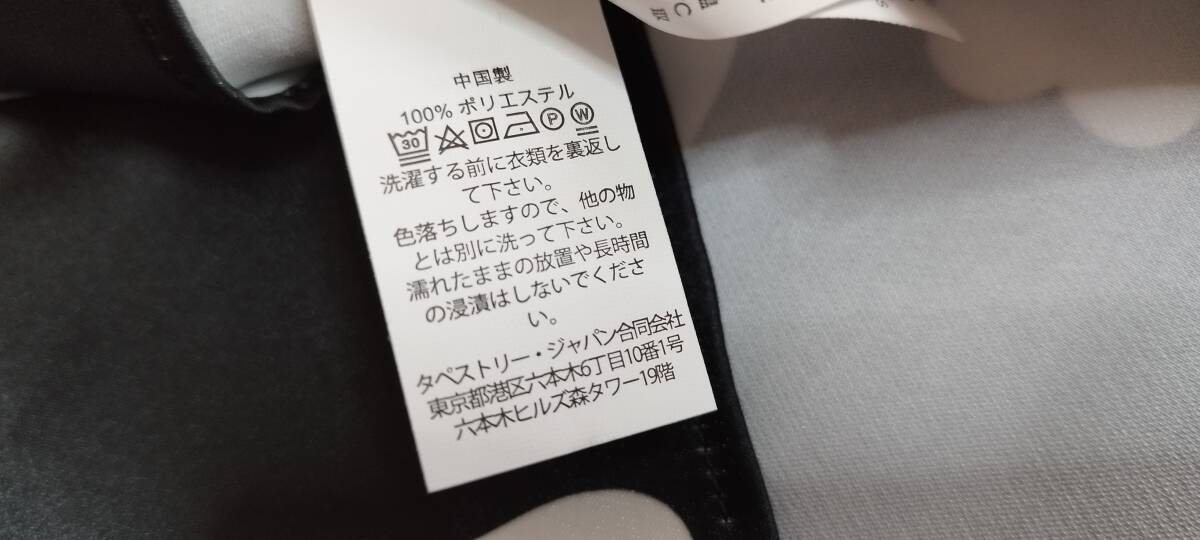 中国製
100% ポリエステル
30 P W
洗濯する前に衣類を裏返し
て下さい。
色落ちしますので、他の物
とは別に洗って下さい。
濡れたままの放置や長時間
の浸漬はしないでくださ
い。
タペストリー・ジャパン合同会社
東京都港区六本木6丁目10番1号
六本木ヒルズ森タワー19階